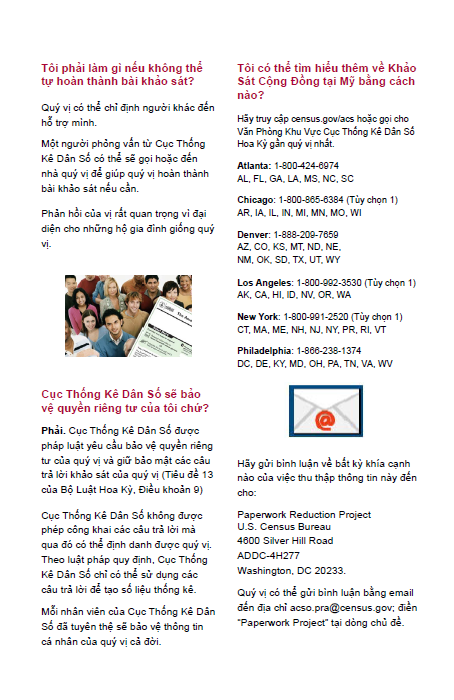 Tôi phải làm gì nếu không thể
tự hoàn thành bài khảo sát?
Quý vị có thể chỉ định người khác đến
hỗ trợ mình.
Một người phỏng vấn từ Cục Thống
Kê Dân Số có thể sẽ gọi hoặc đến
nhà quý vị để giúp quý vị hoàn thành
bài khảo sát nếu cần.
Phản hồi của vị rất quan trọng vì đại
diện cho những hộ gia đình giống quý
vị.
Cục Thống Kê Dân Số sẽ bảo
vệ quyền riêng tư của tôi chứ?
Phải. Cục Thống Kê Dân Số được
pháp luật yêu cầu bảo vệ quyền riêng
tư của quý vị và giữ bảo mật các câu
trả lời khảo sát của quý vị (Tiêu đề 13
của Bộ Luật Hoa Kỳ, Điều khoản 9)
Cục Thống Kê Dân Số không được
phép công khai các câu trả lời mà
qua đó có thể định danh được quý vị.
Theo luật pháp quy định, Cục Thống
Kê Dân Số chỉ có thể sử dụng các
câu trả lời để tạo số liệu thống kê.
Mỗi nhân viên của Cục Thống Kê Dân
Số đã tuyên thệ sẽ bảo vệ thông tin
cá nhân của quý vị cả đời.
Tôi có thể tìm hiểu thêm về Khảo
Sát Cộng Đồng tại Mỹ bằng cách
nào?
Hãy truy cập census.gov/acs hoặc gọi cho
Văn Phòng Khu Vực Cục Thống Kê Dân Số
Hoa Kỳ gần quý vị nhất.
Atlanta: 1-800-424-6974
AL, FL, GA, LA, MS, NC, SC
Chicago: 1-800-865-6384 (Tùy chọn 1)
AR, IA, IL, IN, MI, MN, MO, WI
Denver: 1-888-209-7659
AZ, CO, KS, MT, ND, NE,
NM, OK, SD, TX, UT, WY
Los Angeles: 1-800-992-3530 (Tùy chọn 1)
AK, CA, HI, ID, NV, OR, WA
New York: 1-800-991-2520 (Tùy chọn 1)
CT, MA, ME, NH, NJ, NY, PR, RI, VT
Philadelphia: 1-866-238-1374
DC, DE, KY, MD, OH, PA, TN, VA, WV
@
Hãy gửi bình luận về bất kỳ khía cạnh
nào của việc thu thập thông tin này đến
cho:
Paperwork Reduction Project
U.S. Census Bureau
4600 Silver Hill Road
ADDC-4H277
Washington, DC 20233.
Quý vị có thể gửi bình luận bằng email
đến địa chỉ acso.pra@census.gov; điền
"Paperwork Project" tại dòng chủ đề.